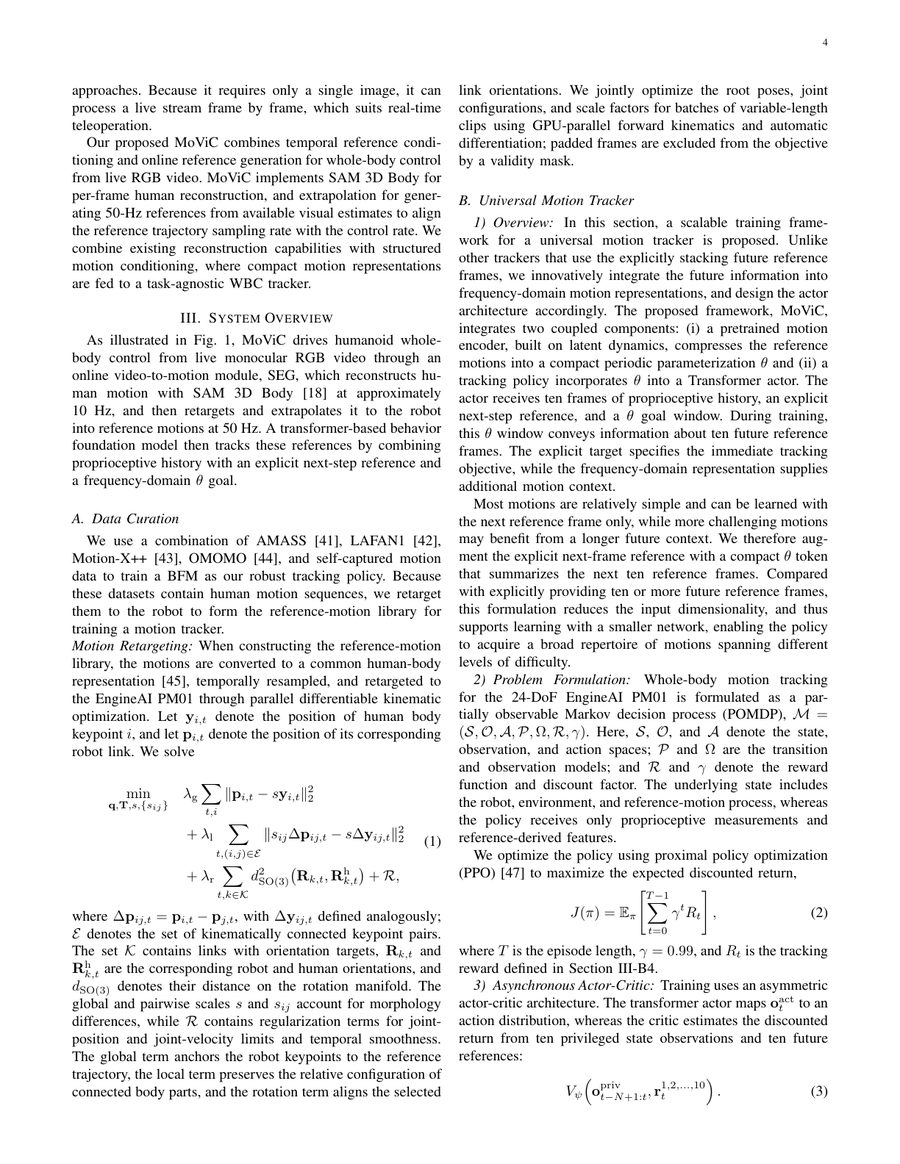 4
approaches. Because it requires only a single image, it can
process a live stream frame by frame, which suits real-time
teleoperation.
Our proposed MoViC combines temporal reference condi-
tioning and online reference generation for whole-body control
from live RGB video. MoViC implements SAM 3D Body for
per-frame human reconstruction, and extrapolation for gener-
ating 50-Hz references from available visual estimates to align
the reference trajectory sampling rate with the control rate. We
combine existing reconstruction capabilities with structured
motion conditioning, where compact motion representations
are fed to a task-agnostic WBC tracker.
III. SYSTEM OVERVIEW
As illustrated in Fig. 1, MoViC drives humanoid whole-
body control from live monocular RGB video through an
online video-to-motion module, SEG, which reconstructs hu-
man motion with SAM 3D Body [18] at approximately
10 Hz, and then retargets and extrapolates it to the robot
into reference motions at 50 Hz. A transformer-based behavior
foundation model then tracks these references by combining
proprioceptive history with an explicit next-step reference and
a frequency-domain θ goal.
A. Data Curation
We use a combination of AMASS [41], LAFAN1 [42],
Motion-X++ [43], OMOMO [44], and self-captured motion
data to train a BFM as our robust tracking policy. Because
these datasets contain human motion sequences, we retarget
them to the robot to form the reference-motion library for
training a motion tracker.
Motion Retargeting: When constructing the reference-motion
library, the motions are converted to a common human-body
representation [45], temporally resampled, and retargeted to
the EngineAI PM01 through parallel differentiable kinematic
optimization. Let y_{i,t} denote the position of human body
keypoint i, and let p_{i,t} denote the position of its corresponding
robot link. We solve
min_{q,T,s,{s_{ij}}} λ_g ∑_{t,i} ‖p_{i,t} − sy_{i,t}‖_2^2
+ λ_l ∑_{t,(i,j)∈ℰ} ‖s_{ij}Δp_{ij,t} − sΔy_{ij,t}‖_2^2 (1)
+ λ_r ∑_{t,k∈𝒦} d_{SO(3)}^2(R_{k,t}, R_{k,t}^h) + ℛ,
where Δp_{ij,t} = p_{i,t} − p_{j,t}, with Δy_{ij,t} defined analogously;
ℰ denotes the set of kinematically connected keypoint pairs.
The set 𝒦 contains links with orientation targets, R_{k,t} and
R_{k,t}^h are the corresponding robot and human orientations, and
d_{SO(3)} denotes their distance on the rotation manifold. The
global and pairwise scales s and s_{ij} account for morphology
differences, while ℛ contains regularization terms for joint-
position and joint-velocity limits and temporal smoothness.
The global term anchors the robot keypoints to the reference
trajectory, the local term preserves the relative configuration of
connected body parts, and the rotation term aligns the selected
link orientations. We jointly optimize the root poses, joint
configurations, and scale factors for batches of variable-length
clips using GPU-parallel forward kinematics and automatic
differentiation; padded frames are excluded from the objective
by a validity mask.
B. Universal Motion Tracker
1) Overview: In this section, a scalable training frame-
work for a universal motion tracker is proposed. Unlike
other trackers that use the explicitly stacking future reference
frames, we innovatively integrate the future information into
frequency-domain motion representations, and design the actor
architecture accordingly. The proposed framework, MoViC,
integrates two coupled components: (i) a pretrained motion
encoder, built on latent dynamics, compresses the reference
motions into a compact periodic parameterization θ and (ii) a
tracking policy incorporates θ into a Transformer actor. The
actor receives ten frames of proprioceptive history, an explicit
next-step reference, and a θ goal window. During training,
this θ window conveys information about ten future reference
frames. The explicit target specifies the immediate tracking
objective, while the frequency-domain representation supplies
additional motion context.
Most motions are relatively simple and can be learned with
the next reference frame only, while more challenging motions
may benefit from a longer future context. We therefore aug-
ment the explicit next-frame reference with a compact θ token
that summarizes the next ten reference frames. Compared
with explicitly providing ten or more future reference frames,
this formulation reduces the input dimensionality, and thus
supports learning with a smaller network, enabling the policy
to acquire a broad repertoire of motions spanning different
levels of difficulty.
2) Problem Formulation: Whole-body motion tracking
for the 24-DoF EngineAI PM01 is formulated as a par-
tially observable Markov decision process (POMDP), ℳ =
(𝒮, 𝒪, 𝒜, 𝒫, Ω, ℛ, γ). Here, 𝒮, 𝒪, and 𝒜 denote the state,
observation, and action spaces; 𝒫 and Ω are the transition
and observation models; and ℛ and γ denote the reward
function and discount factor. The underlying state includes
the robot, environment, and reference-motion process, whereas
the policy receives only proprioceptive measurements and
reference-derived features.
We optimize the policy using proximal policy optimization
(PPO) [47] to maximize the expected discounted return,
J(π) = 𝔼_π [∑_{t=0}^{T−1} γ^t R_t], (2)
where T is the episode length, γ = 0.99, and R_t is the tracking
reward defined in Section III-B4.
3) Asynchronous Actor-Critic: Training uses an asymmetric
actor-critic architecture. The transformer actor maps o_t^{act} to an
action distribution, whereas the critic estimates the discounted
return from ten privileged state observations and ten future
references:
V_ψ(o_{t−N+1:t}^{priv}, r_t^{1,2,...,10}). (3)